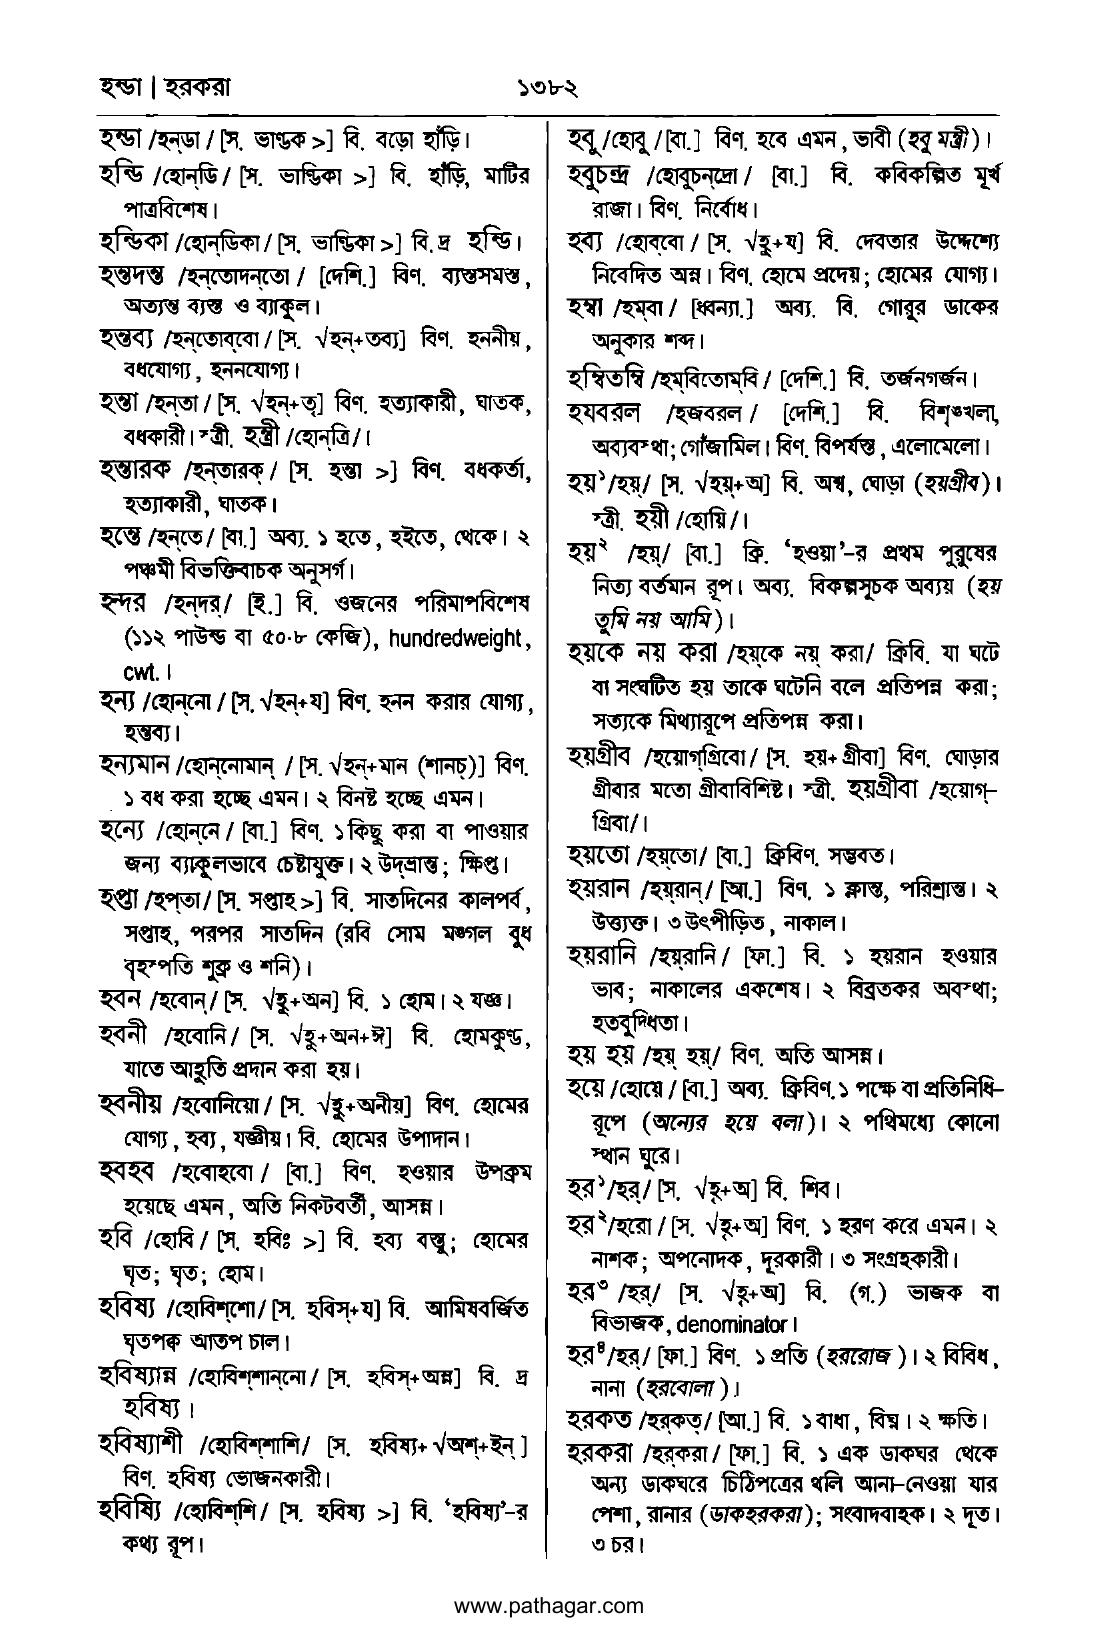 হন্ডা | হরকরা
১৩৮২
হন্ডা /হন্‌ডা/ [স. ভাণ্ডক >] বি. বড়ো হাঁড়ি।
হন্ডি /হোন্‌ডি/ [স. ভাণ্ডিকা >] বি. হাঁড়ি, মাটির
পাত্রবিশেষ।
হন্ডিকা /হোন্‌ডিকা/ [স. ভাণ্ডিকা >] বি. দ্র হন্ডি।
হন্তদন্ত /হন্‌তোদন্‌তো/ [দেশি.] বিণ. ব্যস্তসমস্ত,
অত্যন্ত ব্যস্ত ও ব্যাকুল।
হন্তব্য /হন্‌তোব্‌বো/ [স. √হন্‌+তব্য] বিণ. হননীয়,
বধযোগ্য, হননযোগ্য।
হন্তা /হন্‌তা/ [স. √হন্‌+তৃ] বিণ. হত্যাকারী, ঘাতক,
বধকারী। স্ত্রী. হন্ত্রী /হোন্‌ত্রি/।
হন্তারক /হন্‌তারক্‌/ [স. হন্তা >] বিণ. বধকর্তা,
হত্যাকারী, ঘাতক।
হন্তে /হন্‌তে/ [বা.] অব্য. ১ হতে, হইতে, থেকে। ২
পঞ্চমী বিভক্তিবাচক অনুসর্গ।
হন্দর /হন্‌দর্‌/ [ই.] বি. ওজনের পরিমাপবিশেষ
(১১২ পাউন্ড বা ৫০·৮ কেজি), hundredweight,
cwt.।
হন্য /হোন্‌নো/ [স. √হন্‌+য] বিণ. হনন করার যোগ্য,
হন্তব্য।
হন্যমান /হোন্‌নোমান্‌/ [স. √হন্‌+মান (শানচ্‌)] বিণ.
১ বধ করা হচ্ছে এমন। ২ বিনষ্ট হচ্ছে এমন।
হন্যে /হোন্‌নে/ [বা.] বিণ. ১ কিছু করা বা পাওয়ার
জন্য ব্যাকুলভাবে চেষ্টাযুক্ত। ২ উদ্‌ভ্রান্ত; ক্ষিপ্ত।
হপ্তা /হপ্‌তা/ [স. সপ্তাহ >] বি. সাতদিনের কালপর্ব,
সপ্তাহ, পরপর সাতদিন (রবি সোম মঙ্গল বুধ
বৃহস্পতি শুক্র ও শনি)।
হবন /হবোন্‌/ [স. √হু+অন] বি. ১ হোম। ২ যজ্ঞ।
হবনী /হবোনি/ [স. √হু+অন+ঈ] বি. হোমকুণ্ড,
যাতে আহুতি প্রদান করা হয়।
হবনীয় /হবোনিয়ো/ [স. √হু+অনীয়] বিণ. হোমের
যোগ্য, হব্য, যজ্ঞীয়। বি. হোমের উপাদান।
হবহব /হবোহবো/ [বা.] বিণ. হওয়ার উপক্রম
হয়েছে এমন, অতি নিকটবর্তী, আসন্ন।
হবি /হোবি/ [স. হবিঃ >] বি. হব্য বস্তু; হোমের
ঘৃত; ঘৃত; হোম।
হবিষ্য /হোবিশ্‌শো/ [স. হবিস্‌+য] বি. আমিষবর্জিত
ঘৃতপক্ব আতপ চাল।
হবিষ্যান্ন /হোবিশ্‌শান্‌নো/ [স. হবিস্‌+অন্ন] বি. দ্র
হবিষ্য।
হবিষ্যাশী /হোবিশ্‌শাশি/ [স. হবিষ্য+√অশ্‌+ইন্‌]
বিণ. হবিষ্য ভোজনকারী।
হবিষ্যি /হোবিশ্‌শি/ [স. হবিষ্য >] বি. ‘হবিষ্য’-র
কথ্য রূপ।
হবু /হোবু/ [বা.] বিণ. হবে এমন, ভাবী (হবু মন্ত্রী)।
হবুচন্দ্র /হোবুচন্‌দ্রো/ [বা.] বি. কবিকল্পিত মূর্খ
রাজা। বিণ. নির্বোধ।
হব্য /হোব্‌বো/ [স. √হু+য] বি. দেবতার উদ্দেশ্যে
নিবেদিত অন্ন। বিণ. হোমে প্রদেয়; হোমের যোগ্য।
হম্বা /হম্‌বা/ [ধ্বন্যা.] অব্য. বি. গোরুর ডাকের
অনুকার শব্দ।
হম্বিতম্বি /হম্‌বিতোম্‌বি/ [দেশি.] বি. তর্জনগর্জন।
হযবরল /হজবরল/ [দেশি.] বি. বিশৃঙ্খলা,
অব্যবস্থা; গোঁজামিল। বিণ. বিপর্যস্ত, এলোমেলো।
হয়১ /হয়্‌/ [স. √হয়্‌+অ] বি. অশ্ব, ঘোড়া (হয়গ্রীব)।
স্ত্রী. হয়ী /হোয়ি/।
হয়২ /হয়্‌/ [বা.] ক্রি. ‘হওয়া’-র প্রথম পুরুষের
নিত্য বর্তমান রূপ। অব্য. বিকল্পসূচক অব্যয় (হয়
তুমি নয় আমি)।
হয়কে নয় করা /হয়্‌কে নয়্‌ করা/ ক্রিবি. যা ঘটে
বা সংঘটিত হয় তাকে ঘটেনি বলে প্রতিপন্ন করা;
সত্যকে মিথ্যারূপে প্রতিপন্ন করা।
হয়গ্রীব /হয়োগ্‌গ্রিবো/ [স. হয়+গ্রীবা] বিণ. ঘোড়ার
গ্রীবার মতো গ্রীবাবিশিষ্ট। স্ত্রী. হয়গ্রীবা /হয়োগ্‌-
গ্রিবা/।
হয়তো /হয়্‌তো/ [বা.] ক্রিবিণ. সম্ভবত।
হয়রান /হয়্‌রান্‌/ [আ.] বিণ. ১ ক্লান্ত, পরিশ্রান্ত। ২
উত্ত্যক্ত। ৩ উৎপীড়িত, নাকাল।
হয়রানি /হয়্‌রানি/ [ফা.] বি. ১ হয়রান হওয়ার
ভাব; নাকালের একশেষ। ২ বিব্রতকর অবস্থা;
হতবুদ্ধিতা।
হয় হয় /হয়্‌ হয়্‌/ বিণ. অতি আসন্ন।
হয়ে /হোয়ে/ [বা.] অব্য. ক্রিবিণ. ১ পক্ষে বা প্রতিনিধি-
রূপে (অন্যের হয়ে বলা)। ২ পথিমধ্যে কোনো
স্থান ঘুরে।
হর১ /হর্‌/ [স. √হৃ+অ] বি. শিব।
হর২ /হরো/ [স. √হৃ+অ] বিণ. ১ হরণ করে এমন। ২
নাশক; অপনোদক, দূরকারী। ৩ সংগ্রহকারী।
হর৩ /হর্‌/ [স. √হৃ+অ] বি. (গ.) ভাজক বা
বিভাজক, denominator।
হর৪ /হর্‌/ [ফা.] বিণ. ১ প্রতি (হররোজ)। ২ বিবিধ,
নানা (হরবোলা)।
হরকত /হর্‌কত্‌/ [আ.] বি. ১ বাধা, বিঘ্ন। ২ ক্ষতি।
হরকরা /হর্‌করা/ [ফা.] বি. ১ এক ডাকঘর থেকে
অন্য ডাকঘরে চিঠিপত্রের থলি আনা-নেওয়া যার
পেশা, রানার (ডাকহরকরা); সংবাদবাহক। ২ দূত।
৩ চর।
www.pathagar.com